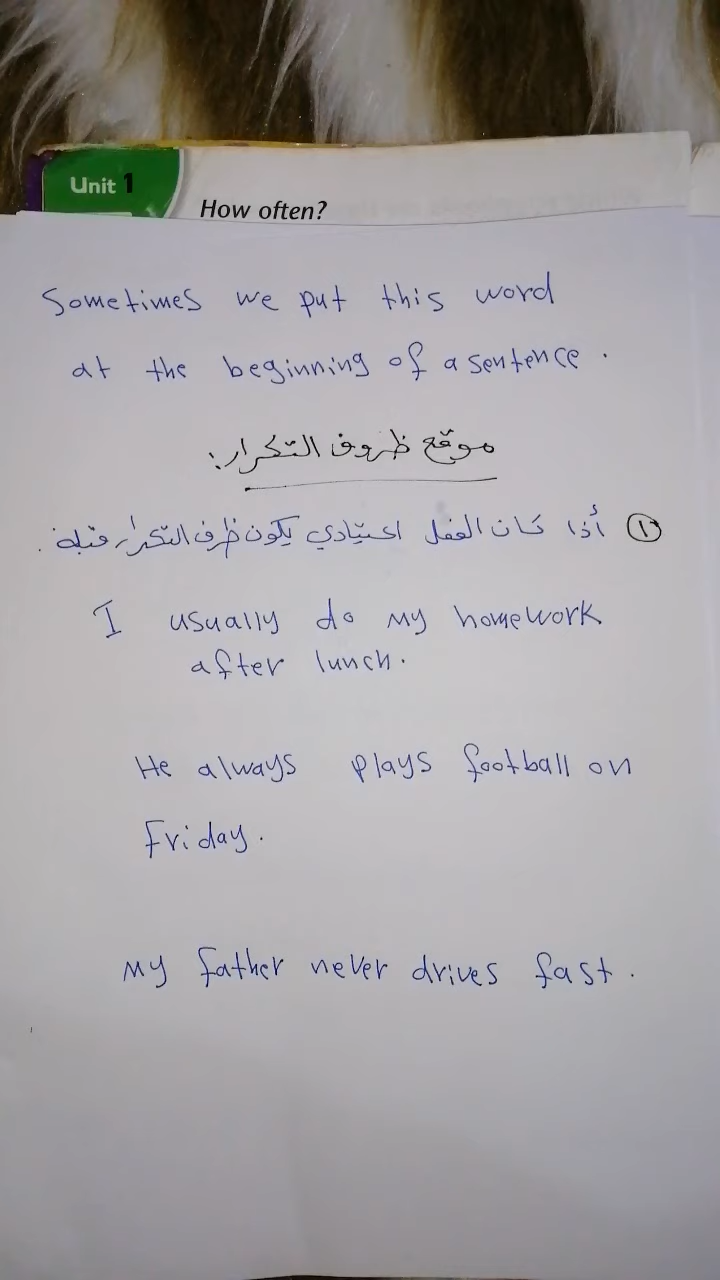 Unit 1
How often?
Sometimes we put this word
at the beginning of a sentence .
موقع ظروف التكرار:
١ أذا كان الفعل اعتيادي يكون ظرف التكرار قبله .
I usually do my homework
after lunch.
He always plays football on
Friday.
My father never drives fast .